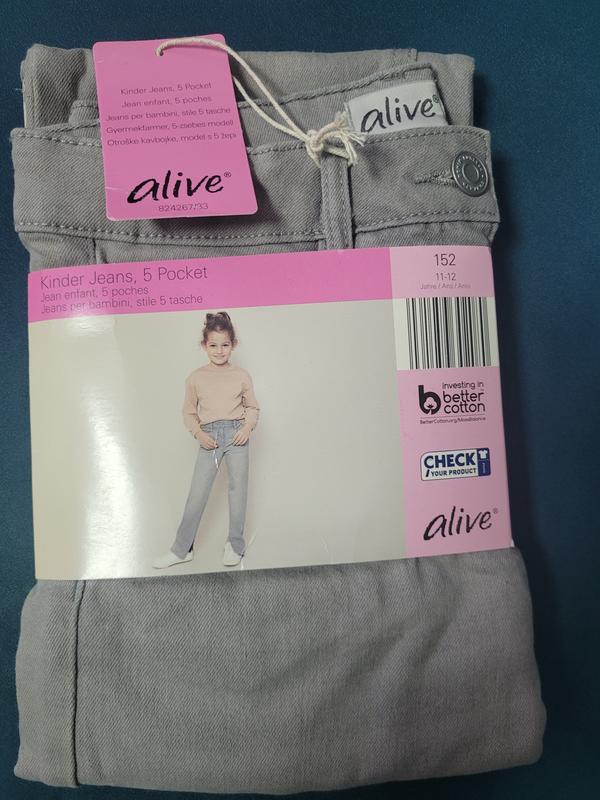 Kinder Jeans, 5 Pocket
Jean enfant, 5 poches
Jeans per bambini, stile 5 tasche
Gyermekfarmer, 5-zsebes modell
Otroške kavbojke, model s 5 žepi
alive®
824267/33
alive®
Kinder Jeans, 5 Pocket
Jean enfant, 5 poches
Jeans per bambini, stile 5 tasche
152
11-12
Jahre / Ans / Anni
investing in
better
cotton™
BetterCotton.org/MassBalance
CHECK
YOUR PRODUCT
alive®